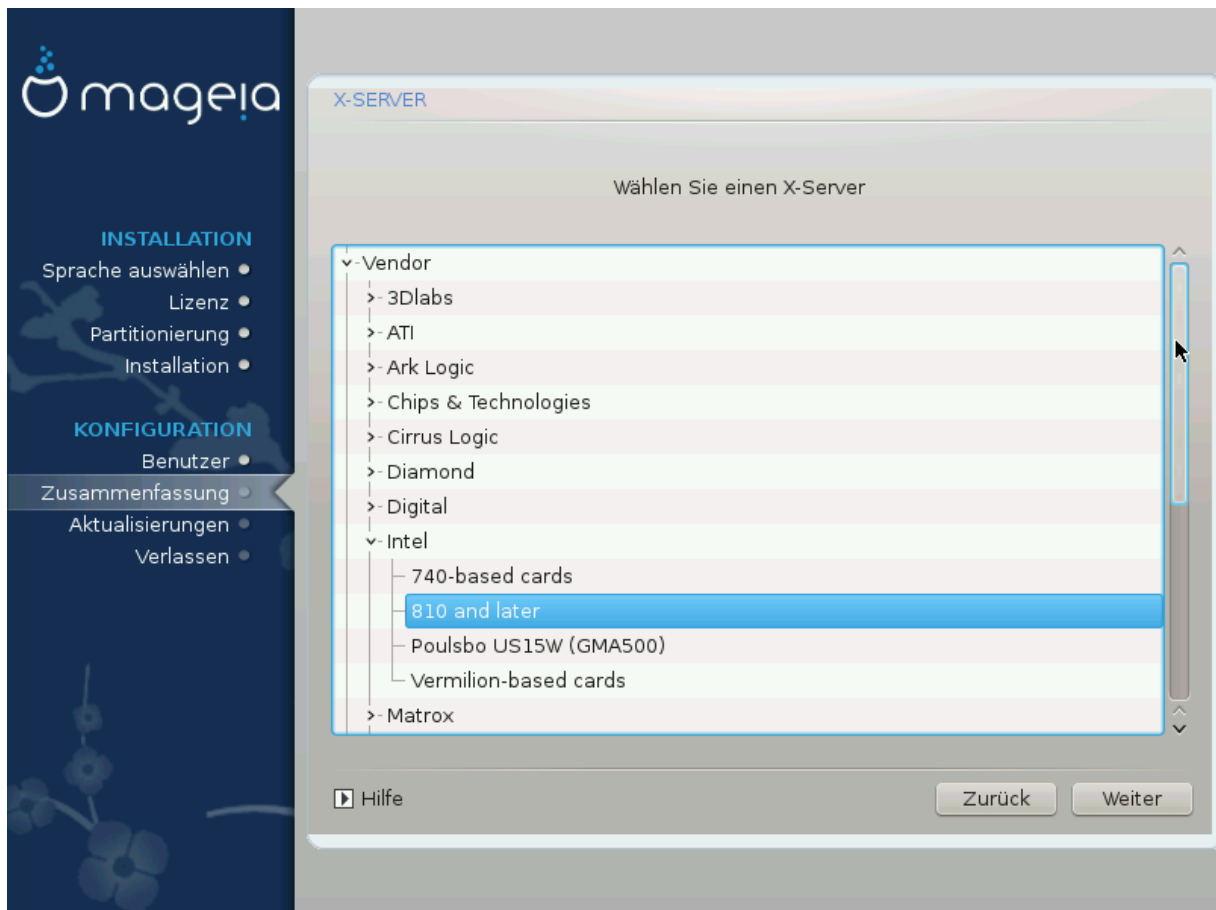 mageia
INSTALLATION
Sprache auswählen
Lizenz
Partitionierung
Installation
KONFIGURATION
Benutzer
Zusammenfassung
Aktualisierungen
Verlassen
X-SERVER
Wählen Sie einen X-Server
Vendor
3Dlabs
ATI
Ark Logic
Chips & Technologies
Cirrus Logic
Diamond
Digital
Intel
740-based cards
810 and later
Poulsbo US15W (GMA500)
Vermilion-based cards
Matrox
Hilfe
Zurück
Weiter